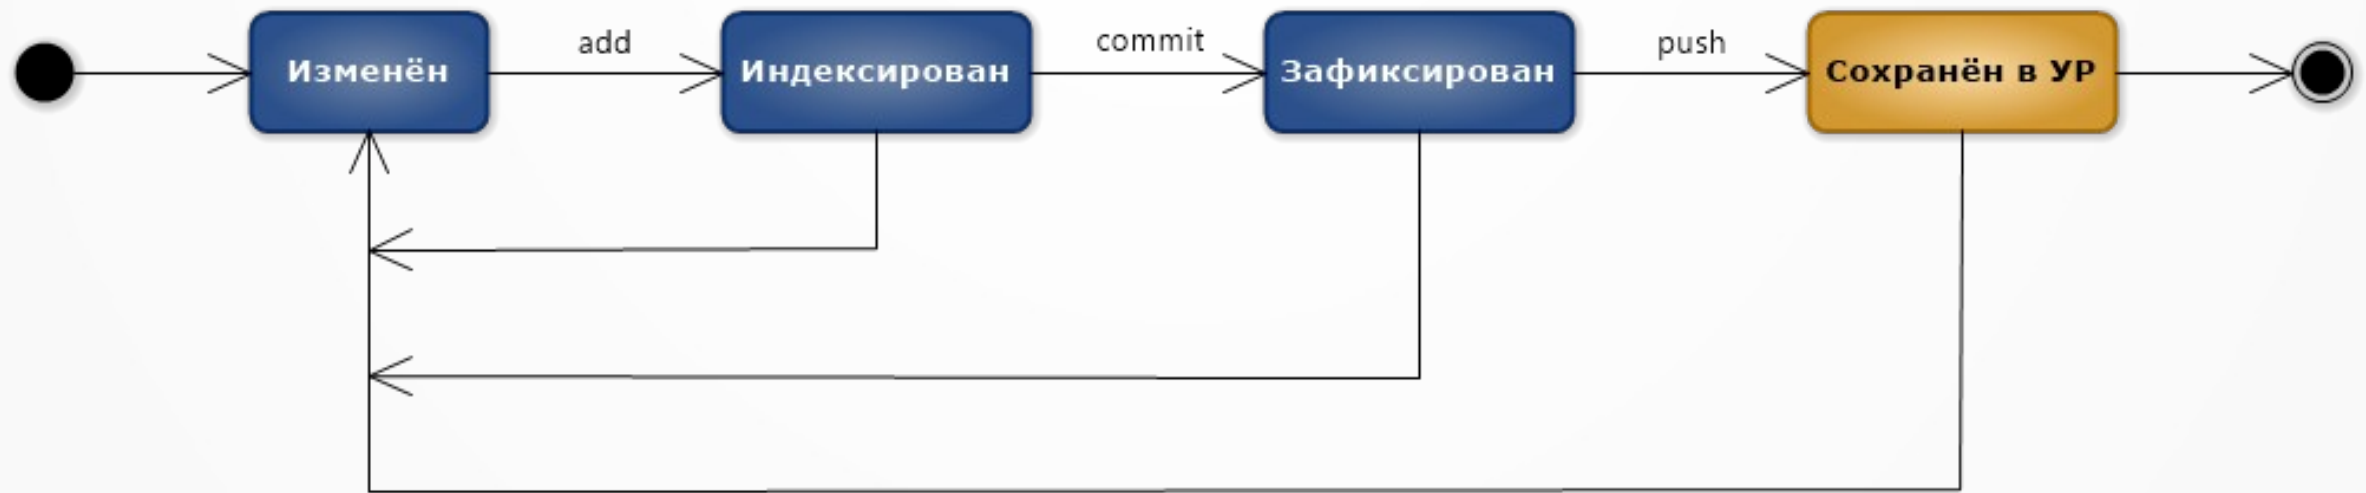 Изменён
add
Индексирован
commit
Зафиксирован
push
Сохранён в УР